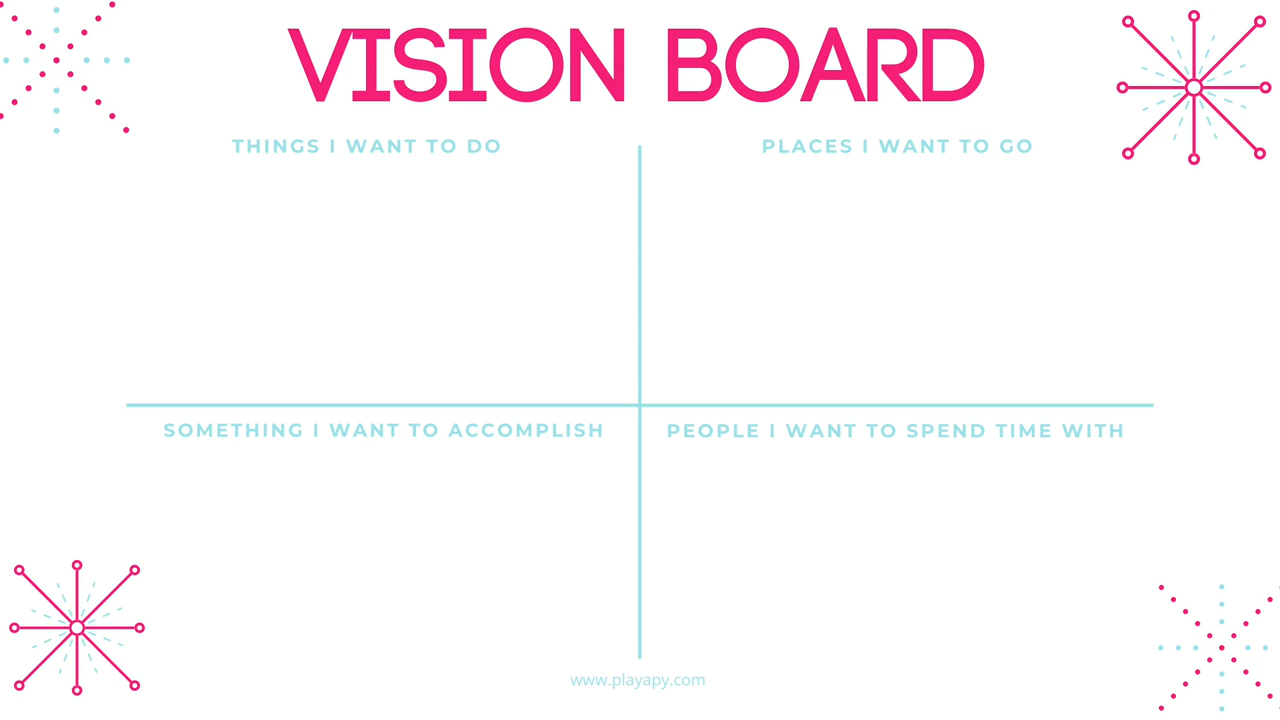 VISION BOARD
THINGS I WANT TO DO
PLACES I WANT TO GO
SOMETHING I WANT TO ACCOMPLISH
PEOPLE I WANT TO SPEND TIME WITH
www.playapy.com